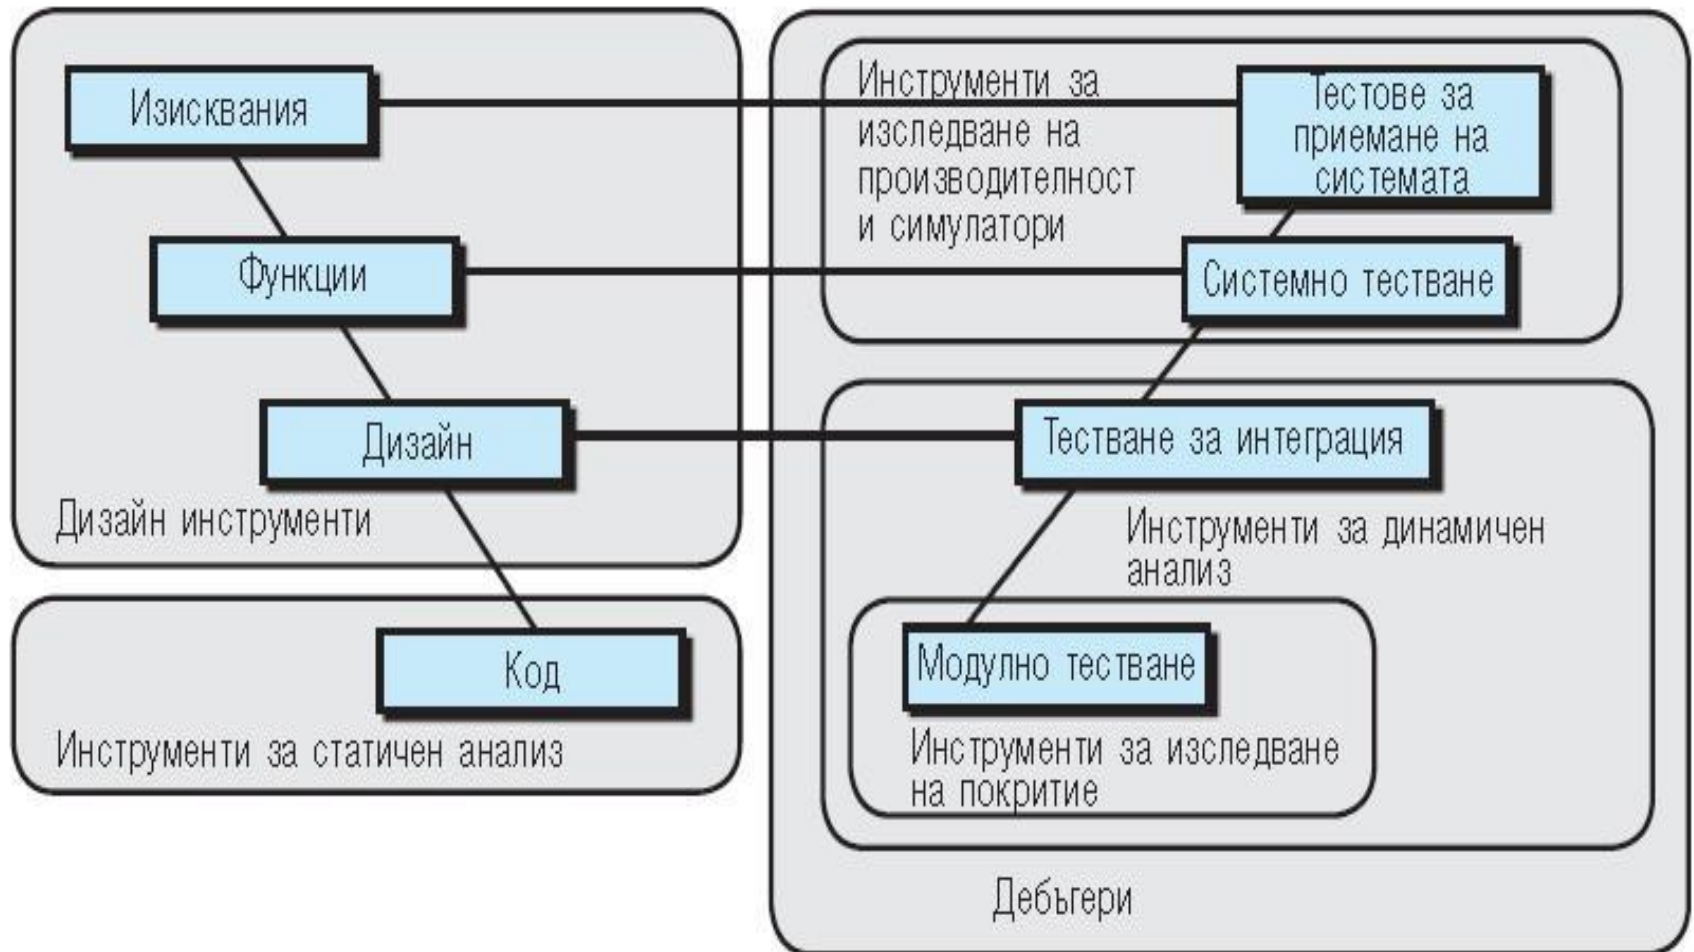 Изисквания
Функции
Дизайн
Дизайн инструменти
Код
Инструменти за статичен анализ
Инструменти за
изследване на
производителност
и симулатори
Тестове за
приемане на
системата
Системно тестване
Тестване за интеграция
Инструменти за динамичен
анализ
Модулно тестване
Инструменти за изследване
на покритие
Дебъгери